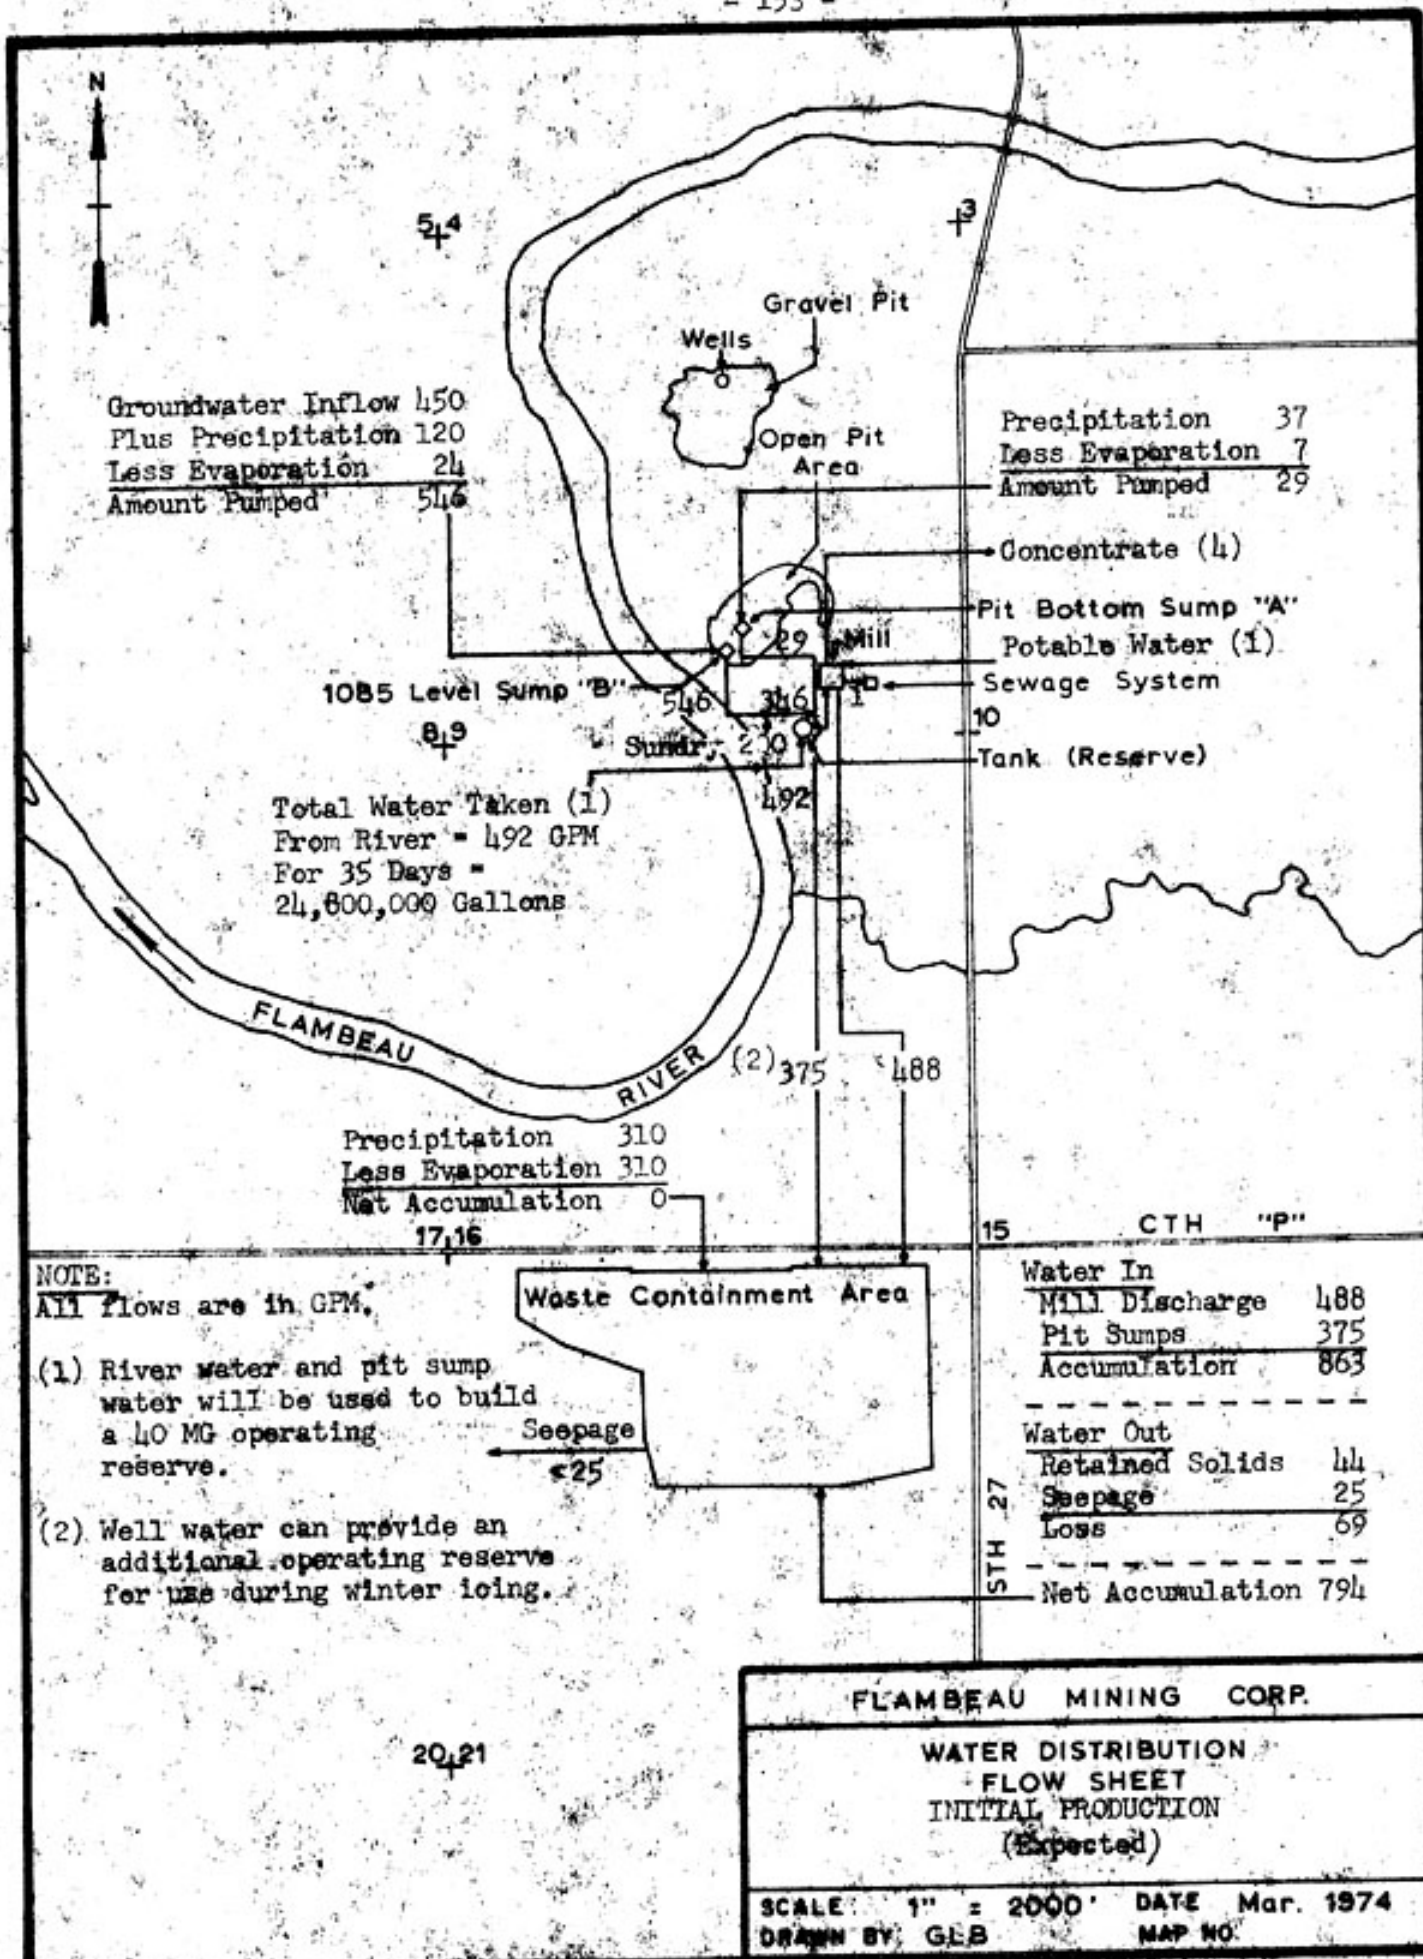 - 153 -
N
5 4
3
Gravel Pit
Wells
Open Pit
Area
Groundwater Inflow 450
Plus Precipitation 120
Less Evaporation 24
Amount Pumped 546
Precipitation 37
Less Evaporation 7
Amount Pumped 29
Concentrate (4)
Pit Bottom Sump "A"
29
Mill
Potable Water (1)
1085 Level Sump "B"
546
346
1
Sewage System
8 9
10
20
Tank (Reserve)
492
Total Water Taken (1)
From River = 492 GPM
For 35 Days =
24,800,000 Gallons
FLAMBEAU
RIVER
(2) 375
488
Precipitation 310
Less Evaporation 310
Net Accumulation 0
17 16
15
CTH "P"
NOTE:
All flows are in GPM.
(1) River water and pit sump
water will be used to build
a 40 MG operating
reserve.
(2) Well water can provide an
additional operating reserve
for use during winter icing.
Waste Containment Area
Seepage
<25
Water In
Mill Discharge 488
Pit Sumps 375
Accumulation 863
Water Out
Retained Solids 44
Seepage 25
Loss 69
Net Accumulation 794
STH 27
20 21
FLAMBEAU MINING CORP.
WATER DISTRIBUTION
FLOW SHEET
INITIAL PRODUCTION
(Expected)
SCALE: 1" = 2000' DATE Mar. 1974
DRAWN BY: GLB MAP NO.